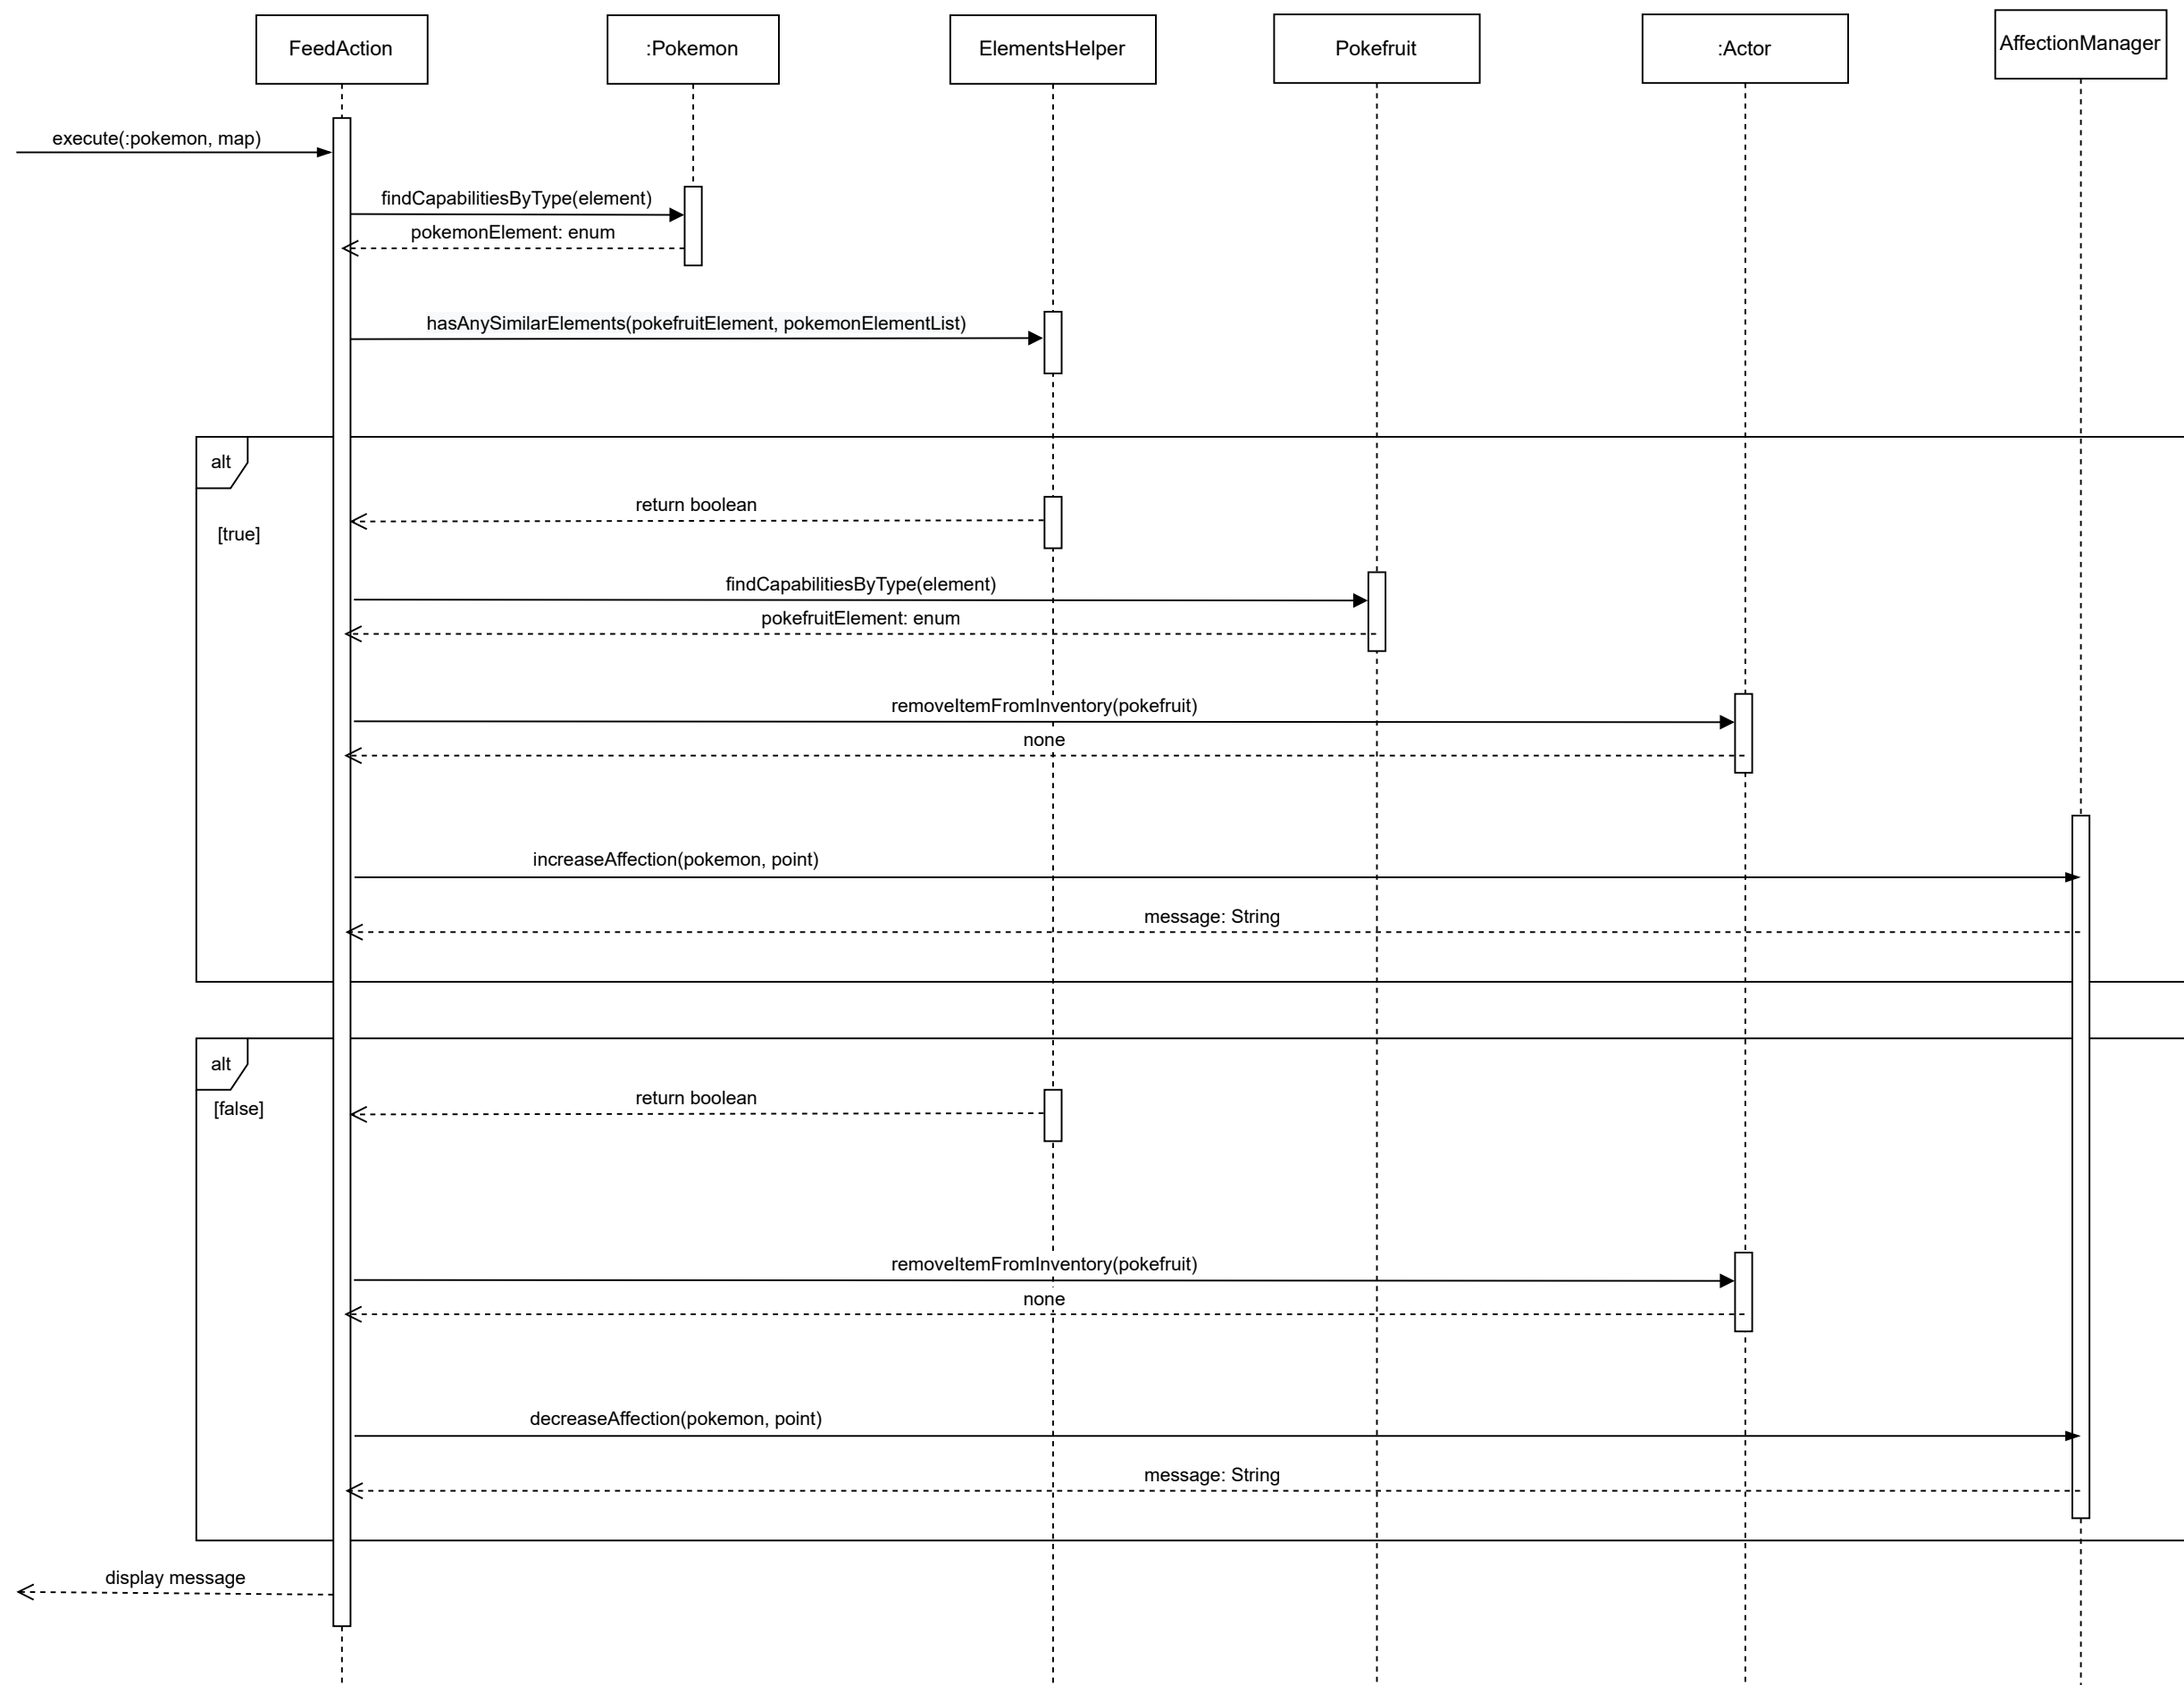 FeedAction
:Pokemon
ElementsHelper
Pokefruit
:Actor
AffectionManager
execute(:pokemon, map)
findCapabilitiesByType(element)
pokemonElement: enum
hasAnySimilarElements(pokefruitElement, pokemonElementList)
alt
return boolean
[true]
findCapabilitiesByType(element)
pokefruitElement: enum
removeItemFromInventory(pokefruit)
none
increaseAffection(pokemon, point)
message: String
alt
return boolean
[false]
removeItemFromInventory(pokefruit)
none
decreaseAffection(pokemon, point)
message: String
display message